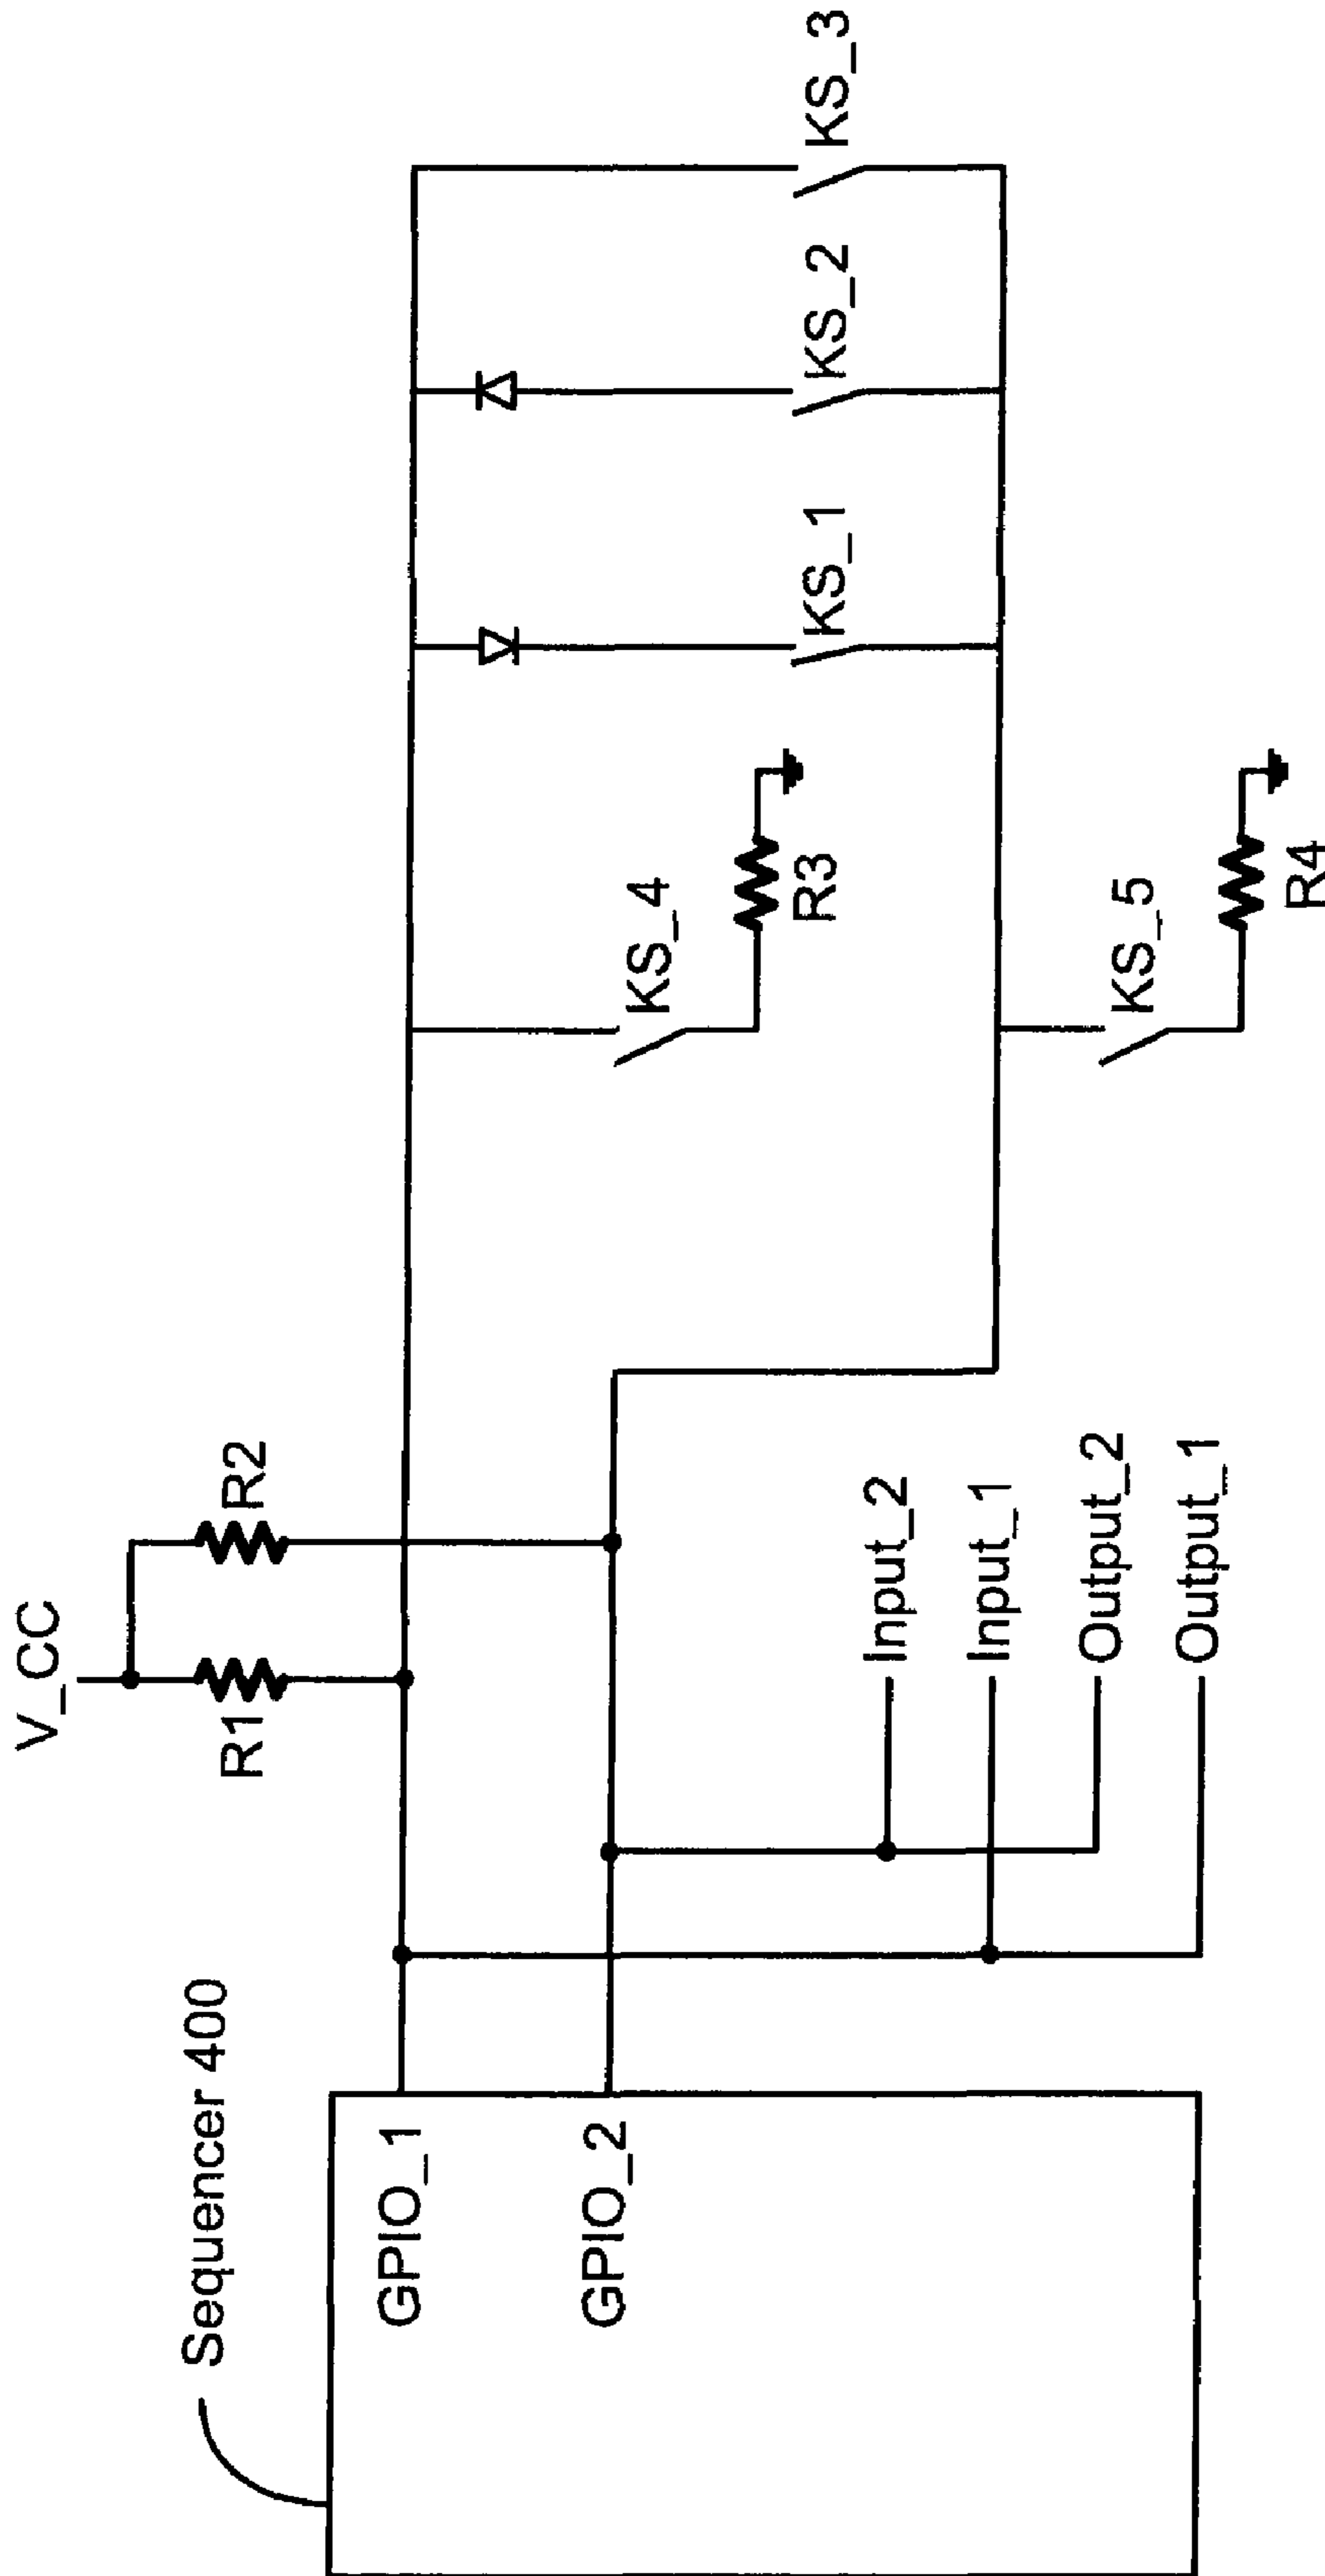 Sequencer 400
GPIO_1
GPIO_2
V_CC
R1
R2
Input_2
Input_1
Output_2
Output_1
KS_4
R3
KS_5
R4
KS_1
KS_2
KS_3